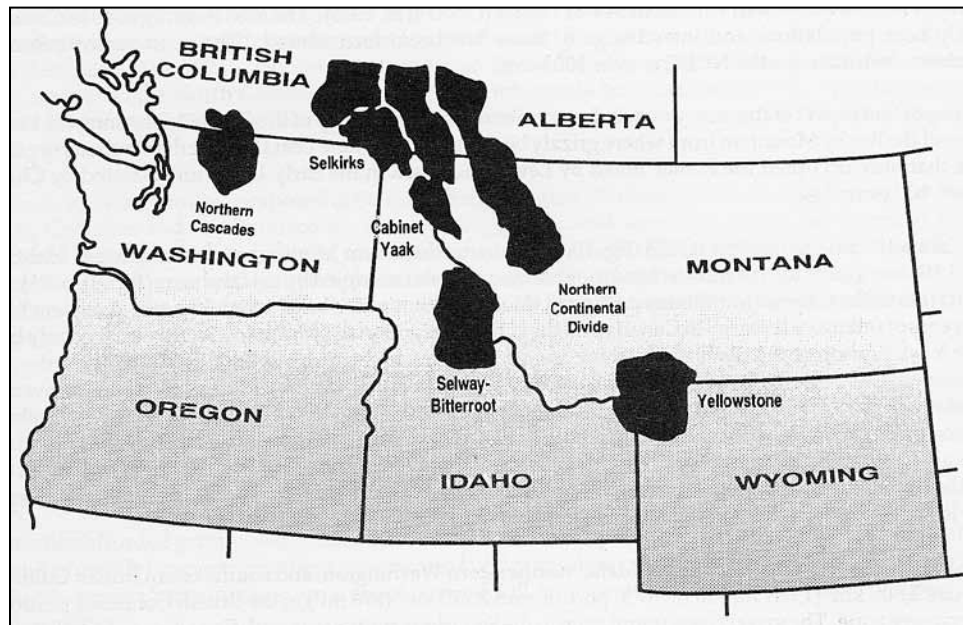 BRITISH
COLUMBIA
ALBERTA
Selkirks
Northern
Cascades
Cabinet
Yaak
WASHINGTON
MONTANA
Northern
Continental
Divide
Selway-
Bitterroot
Yellowstone
OREGON
IDAHO
WYOMING